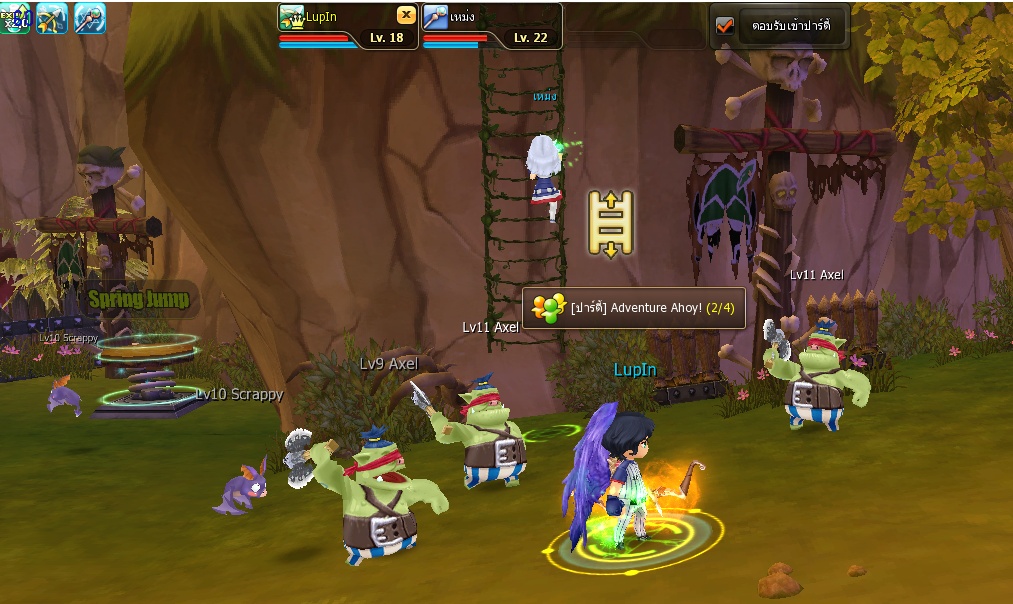 EXP
x20
LupIn
Lv. 18
เหม่ง
Lv. 22
ตอบรับเข้าปาร์ตี้
เหม่ง
Lv11 Axel
Spring Jump
[ปาร์ตี้] Adventure Ahoy! (2/4)
Lv11 Axel
Lv10 Scrappy
Lv9 Axel
LupIn
Lv10 Scrappy